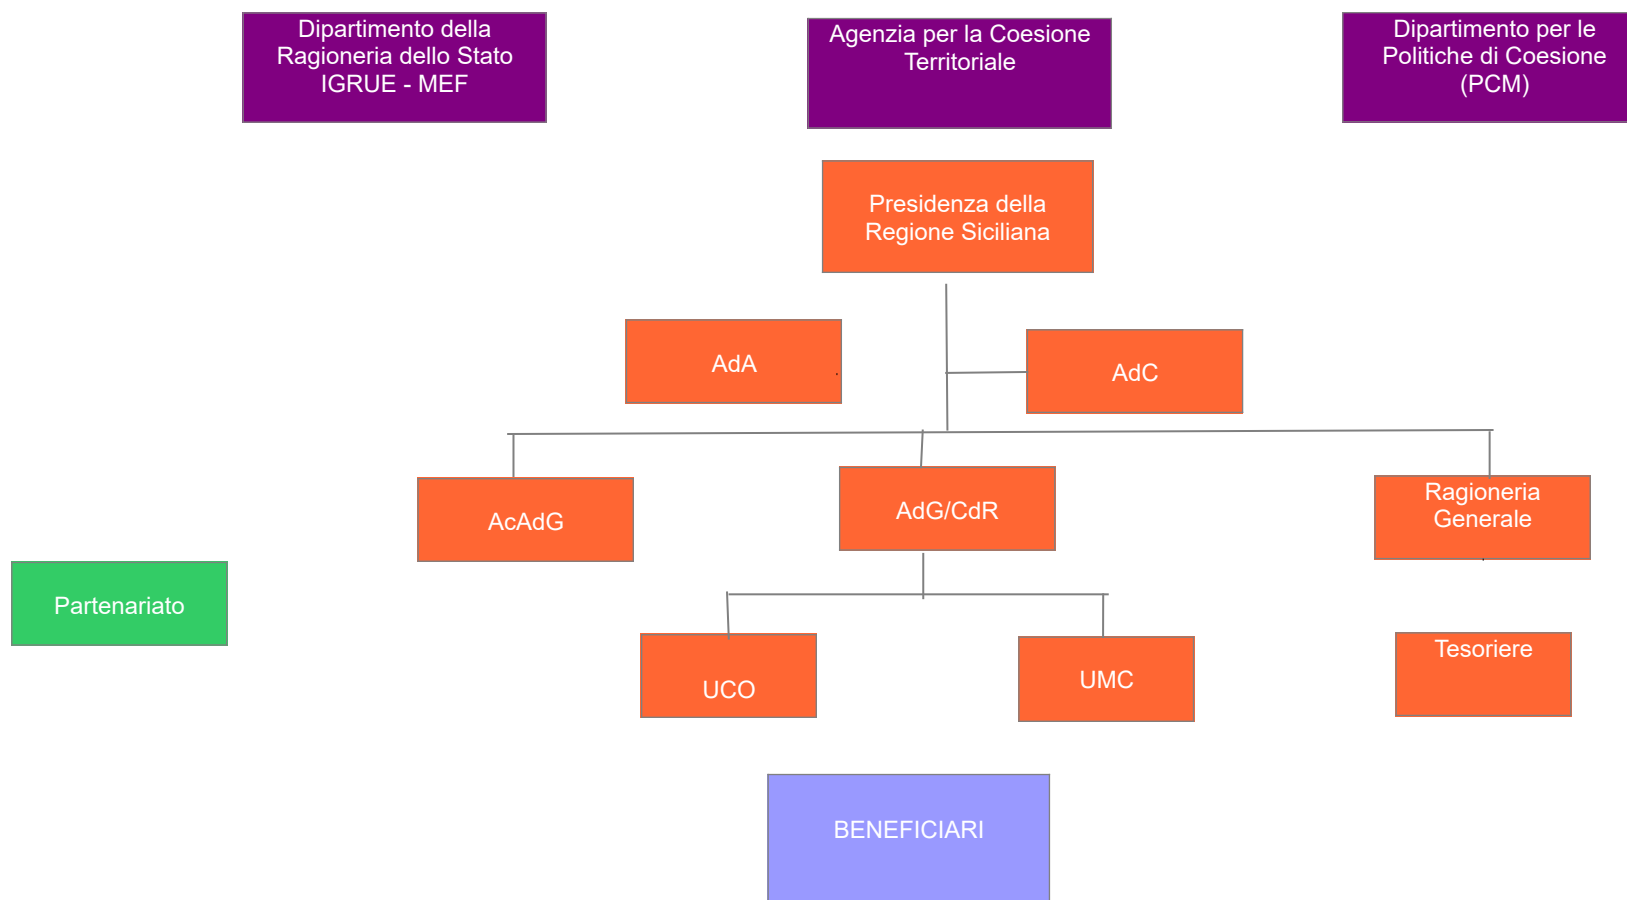 Dipartimento della
Ragioneria dello Stato
IGRUE - MEF
Agenzia per la Coesione
Territoriale
Dipartimento per le
Politiche di Coesione
(PCM)
Presidenza della
Regione Siciliana
AdA
AdC
AcAdG
AdG/CdR
Ragioneria
Generale
Partenariato
UCO
UMC
Tesoriere
BENEFICIARI